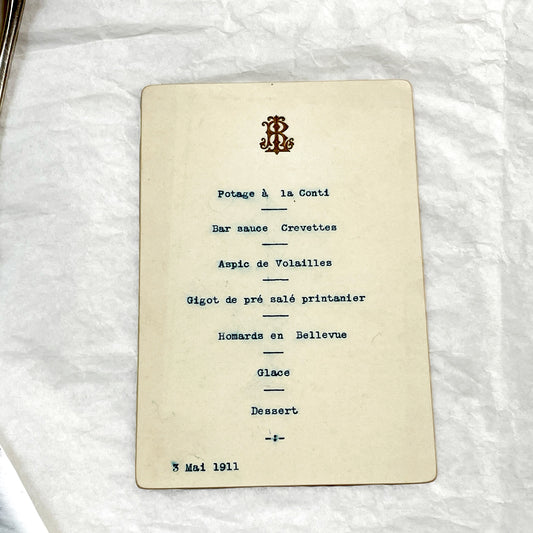 Potage à la Conti
Bar sauce Crevettes
Aspic de Volailles
Gigot de pré salé printanier
Homards en Bellevue
Glace
Dessert
-:-
3 Mai 1911